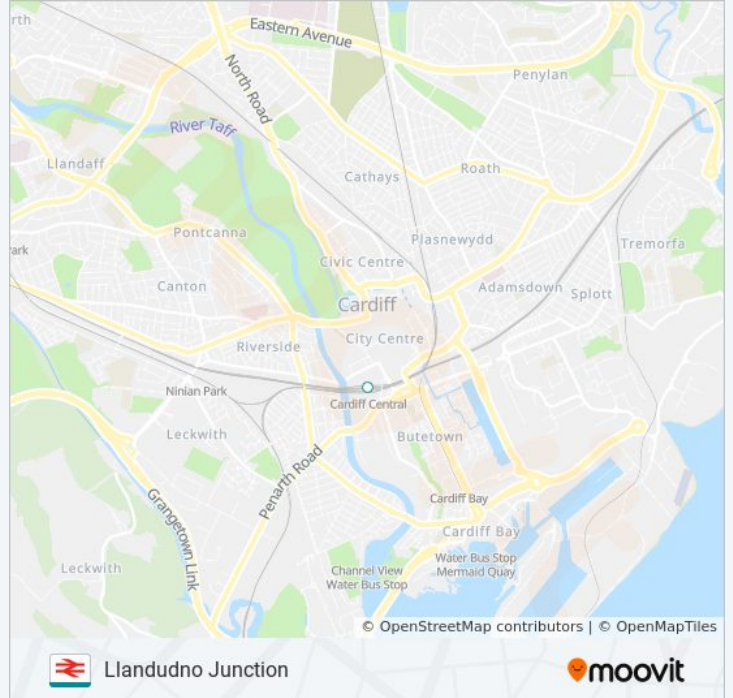 rth
Eastern Avenue
North Road
Penylan
River Taff
Llandaff
Cathays
Roath
Pontcanna
Plasnewydd
ark
Tremorfa
Civic Centre
Canton
Adamsdown
Splott
Cardiff
City Centre
Riverside
Ninian Park
Cardiff Central
Leckwith
Butetown
Penarth Road
Grangetown Link
Cardiff Bay
Cardiff Bay
Water Bus Stop
Mermaid Quay
Leckwith
Channel View
Water Bus Stop
© OpenStreetMap contributors | © OpenMapTiles
Llandudno Junction
moovit